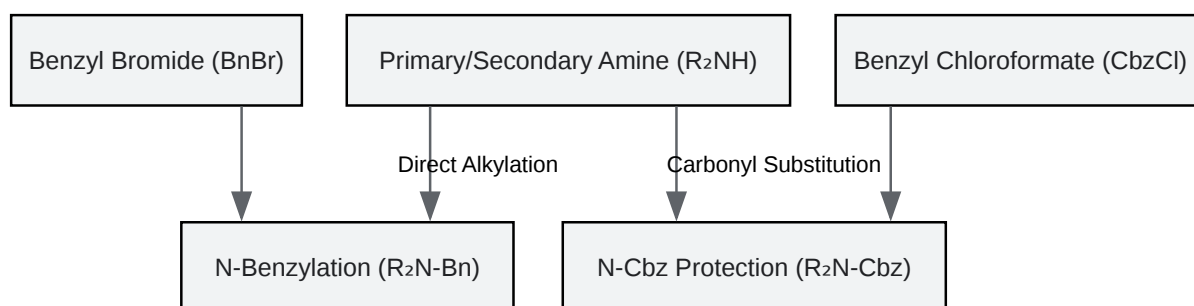 Benzyl Bromide (BnBr)
Primary/Secondary Amine (R₂NH)
Benzyl Chloroformate (CbzCl)
Direct Alkylation
Carbonyl Substitution
N-Benzylation (R₂N-Bn)
N-Cbz Protection (R₂N-Cbz)